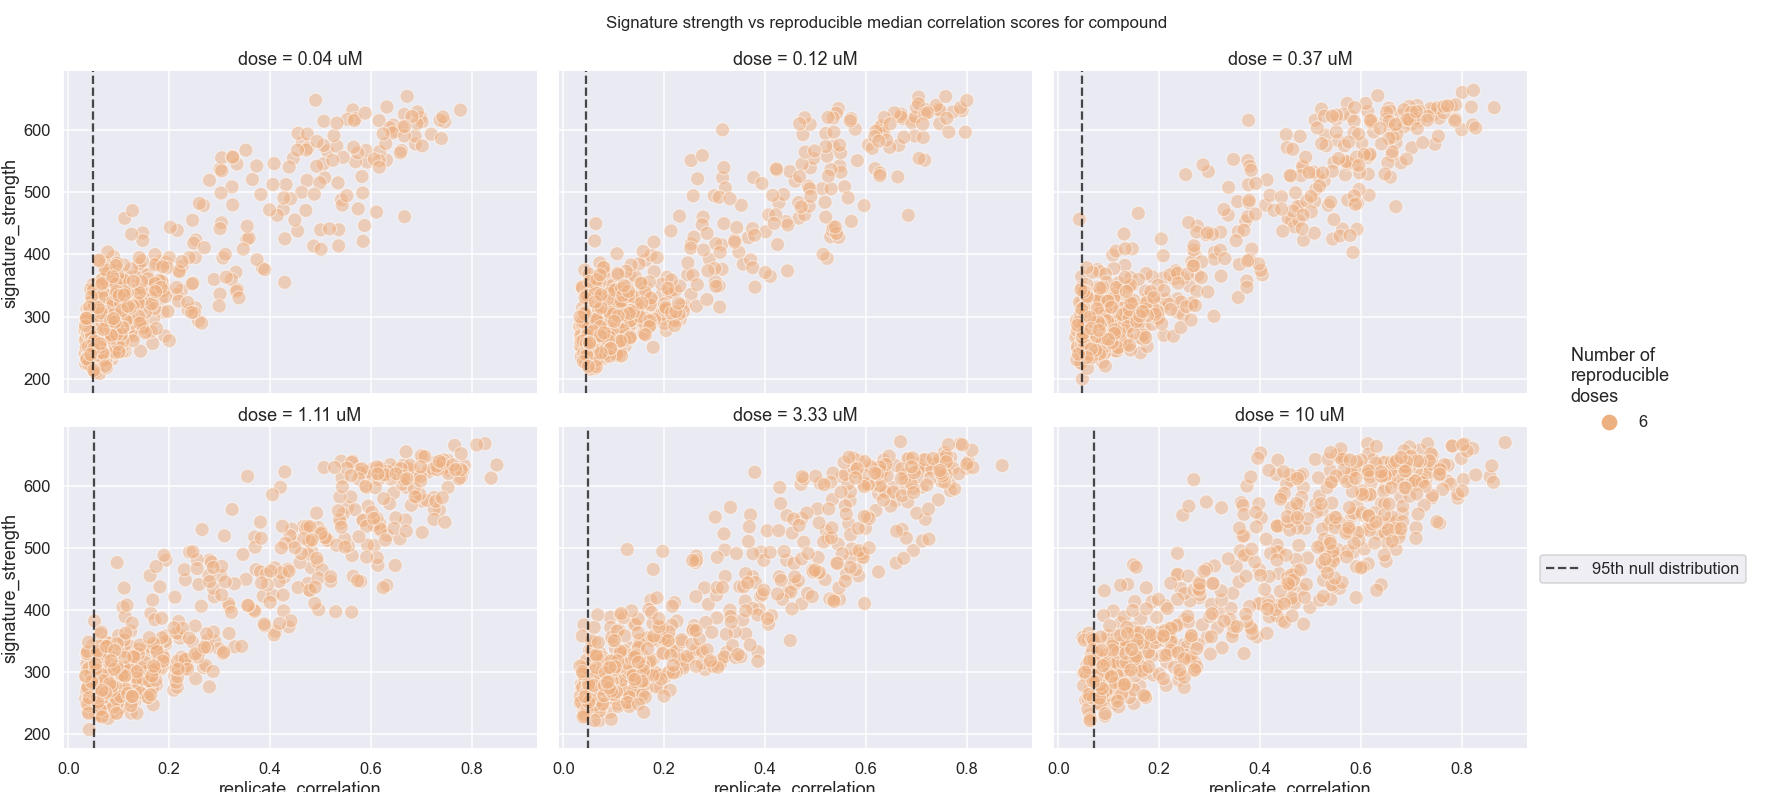 Signature strength vs reproducible median correlation scores for compound
dose = 0.04 uM
dose = 0.12 uM
dose = 0.37 uM
signature_strength
600
500
400
300
200
dose = 1.11 uM
dose = 3.33 uM
dose = 10 uM
signature_strength
600
500
400
300
200
0.0 0.2 0.4 0.6 0.8
0.0 0.2 0.4 0.6 0.8
0.0 0.2 0.4 0.6 0.8
replicate_correlation
replicate_correlation
replicate_correlation
Number of
reproducible
doses
6
95th null distribution